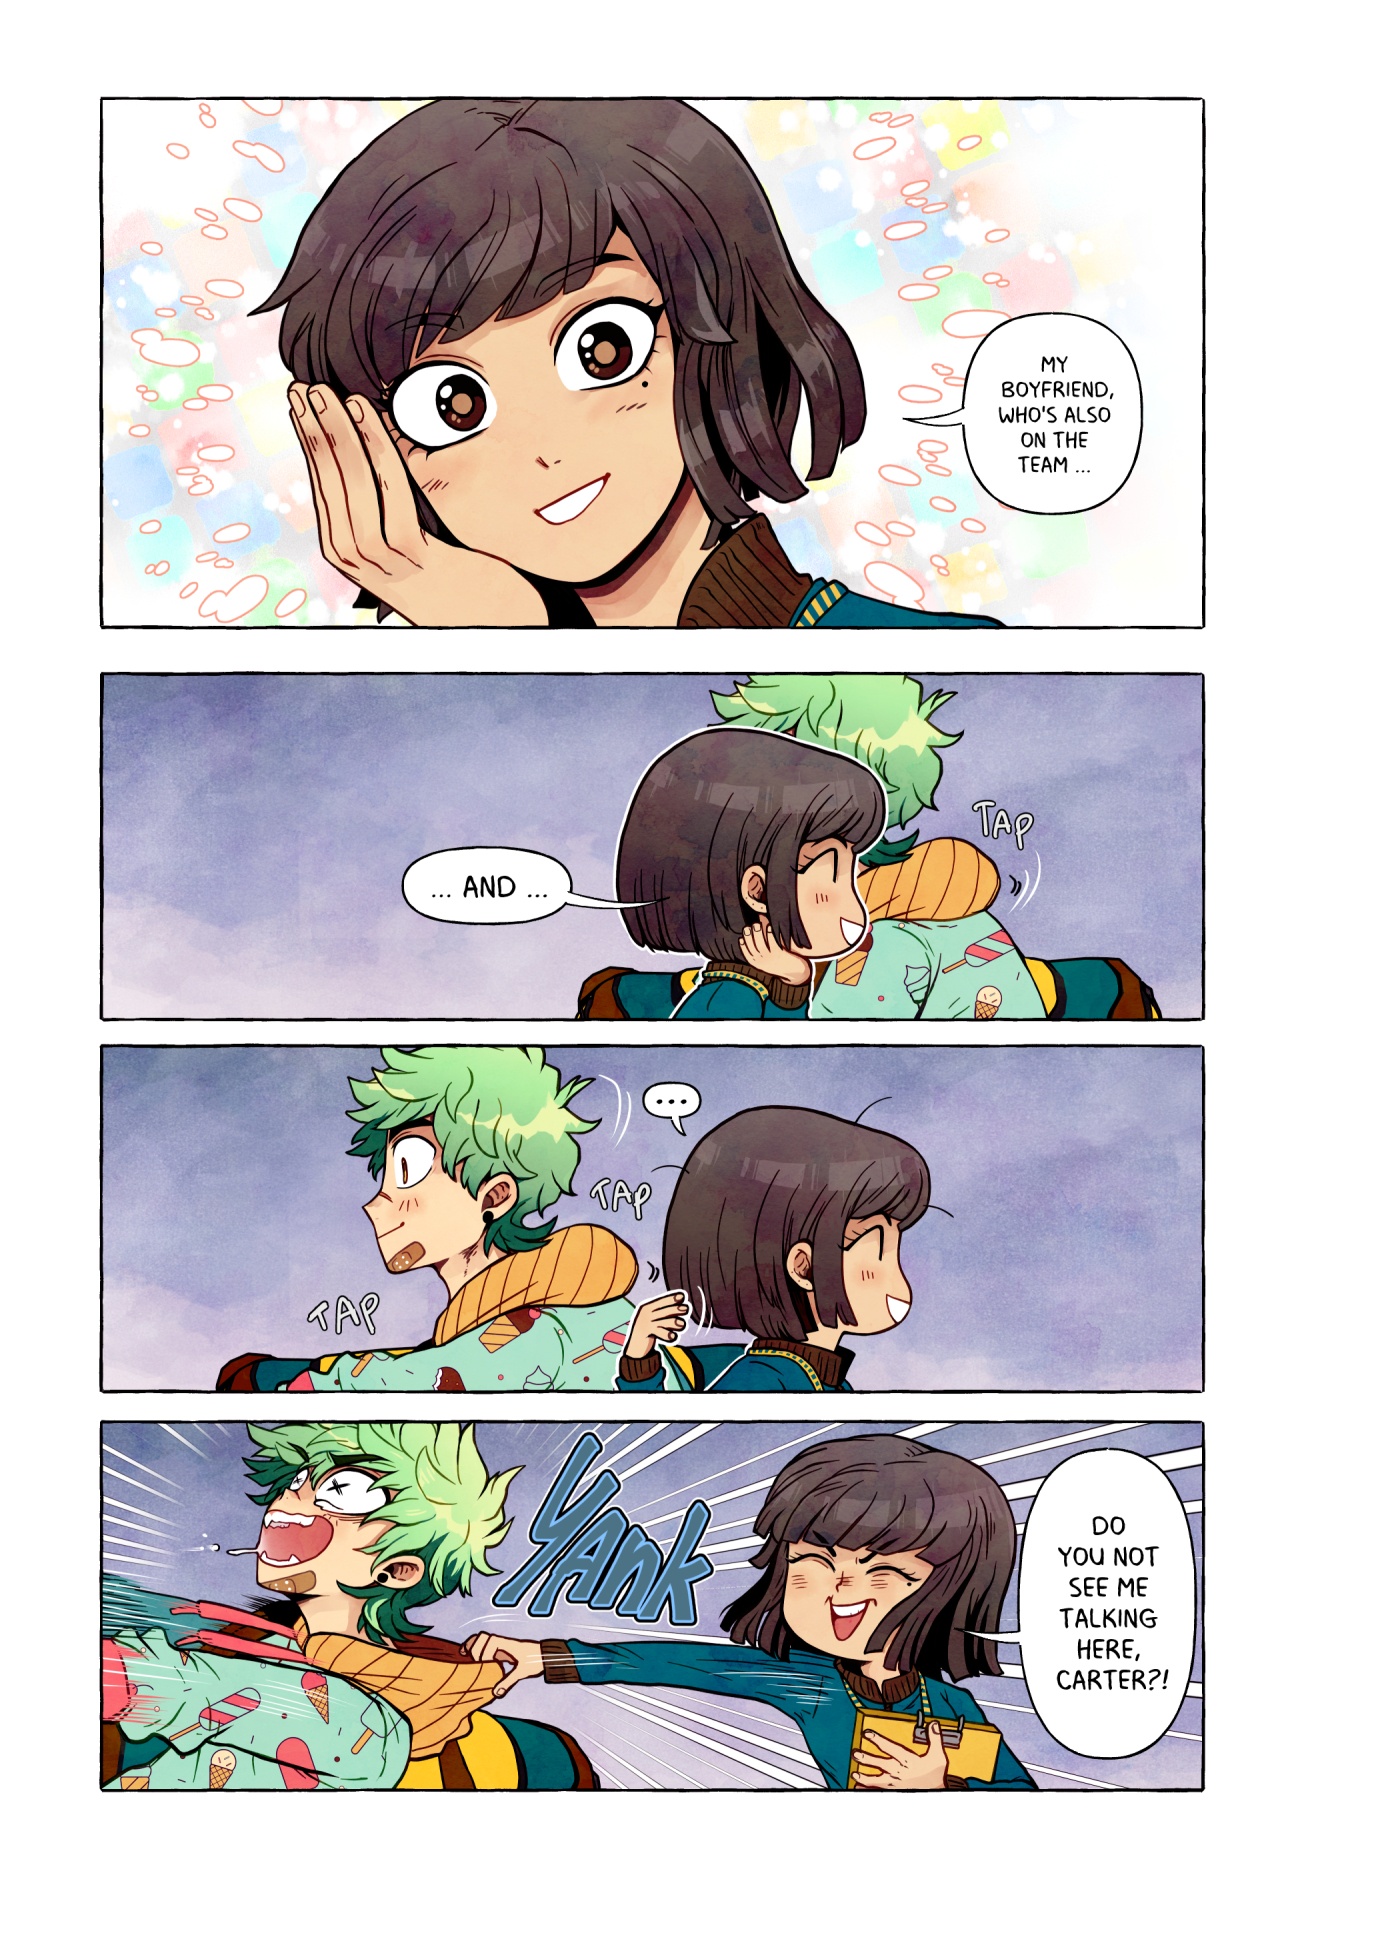 MY
BOYFRIEND,
WHO'S ALSO
ON THE
TEAM ...
TAP
... AND ...
...
TAP
TAP
YANK
DO
YOU NOT
SEE ME
TALKING
HERE,
CARTER?!